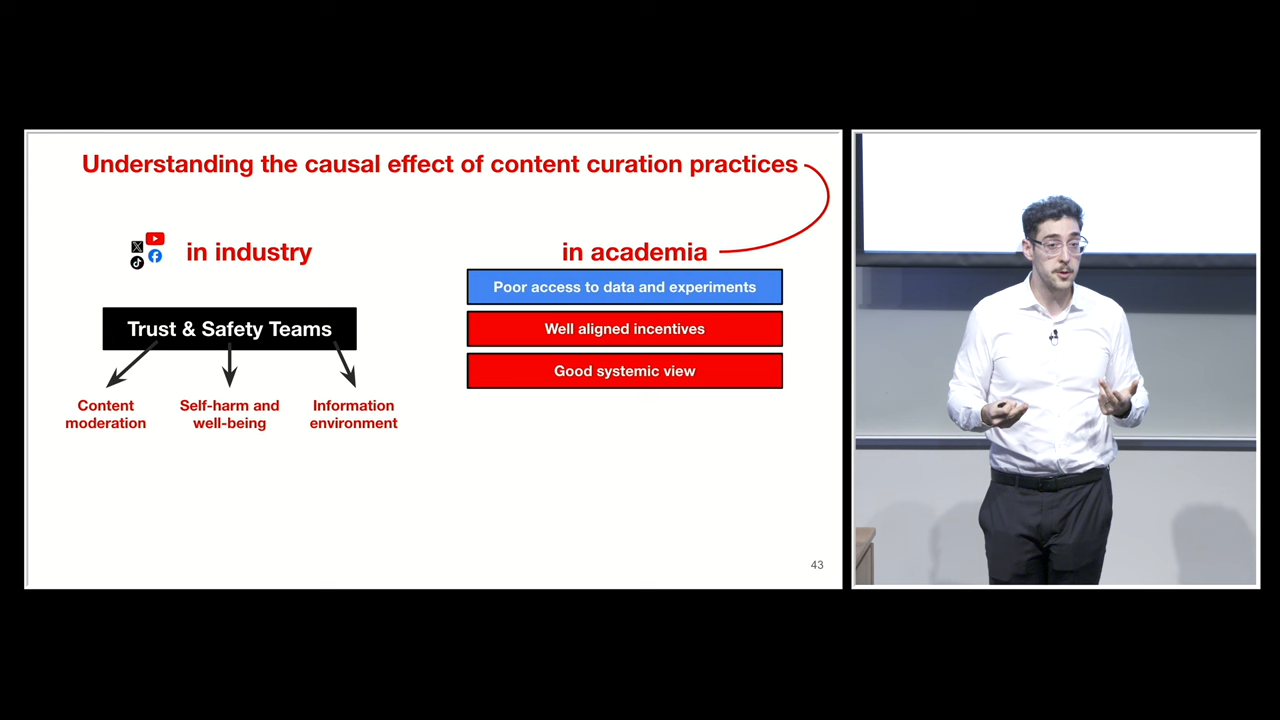 Understanding the causal effect of content curation practices
in industry
in academia
Poor access to data and experiments
Trust & Safety Teams
Well aligned incentives
Good systemic view
Content
moderation
Self-harm and
well-being
Information
environment
43